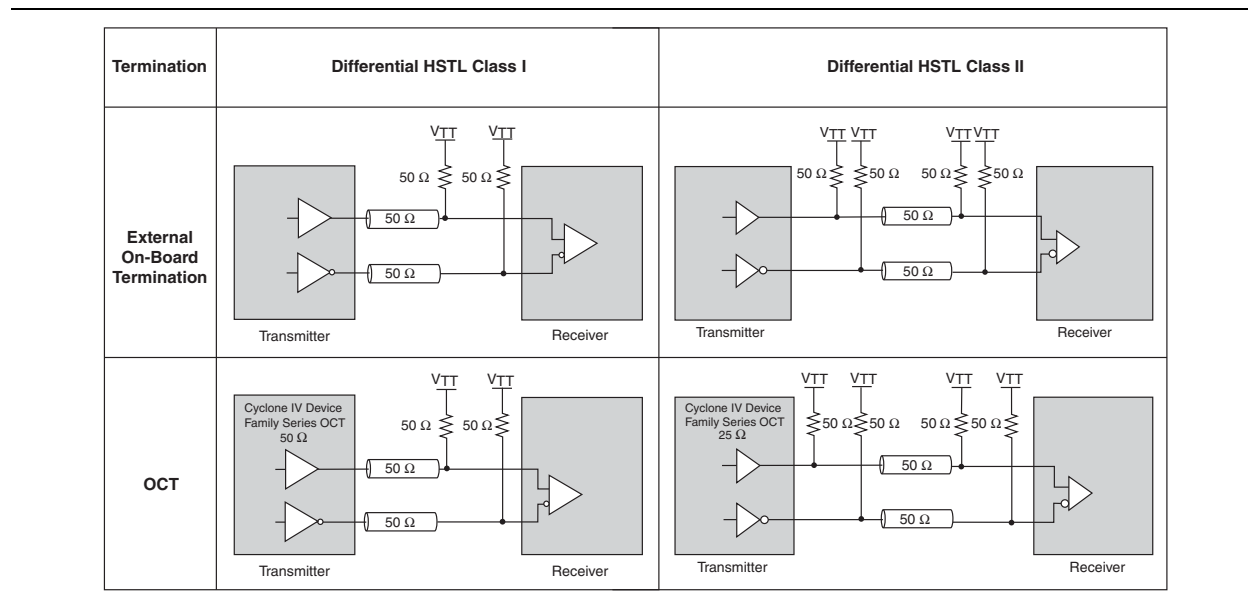 Termination
Differential HSTL Class I
Differential HSTL Class II
External
On-Board
Termination
VTT VTT
50 Ω 50 Ω
50 Ω
50 Ω
Transmitter
Receiver
VTT VTT VTT VTT
50 Ω 50 Ω 50 Ω 50 Ω
50 Ω
50 Ω
Transmitter
Receiver
OCT
Cyclone IV Device
Family Series OCT
50 Ω
VTT VTT
50 Ω 50 Ω
50 Ω
50 Ω
Transmitter
Receiver
Cyclone IV Device
Family Series OCT
25 Ω
VTT VTT VTT VTT
50 Ω 50 Ω 50 Ω 50 Ω
50 Ω
50 Ω
Transmitter
Receiver